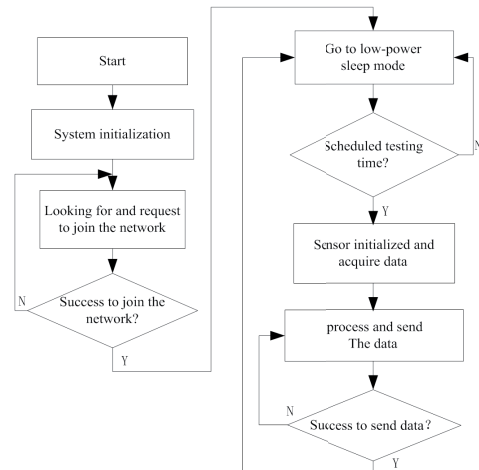 Start
System initialization
Looking for and request
to join the network
Success to join the
network?
N
Y
Go to low-power
sleep mode
Scheduled testing
time?
N
Y
Sensor initialized and
acquire data
process and send
The data
N
Success to send data?
Y